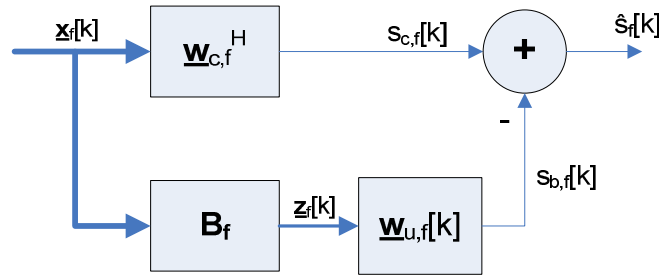 x_f[k]
w_c,f^H
s_c,f[k]
+
ŝ_f[k]
-
s_b,f[k]
B_f
z_f[k]
w_u,f[k]